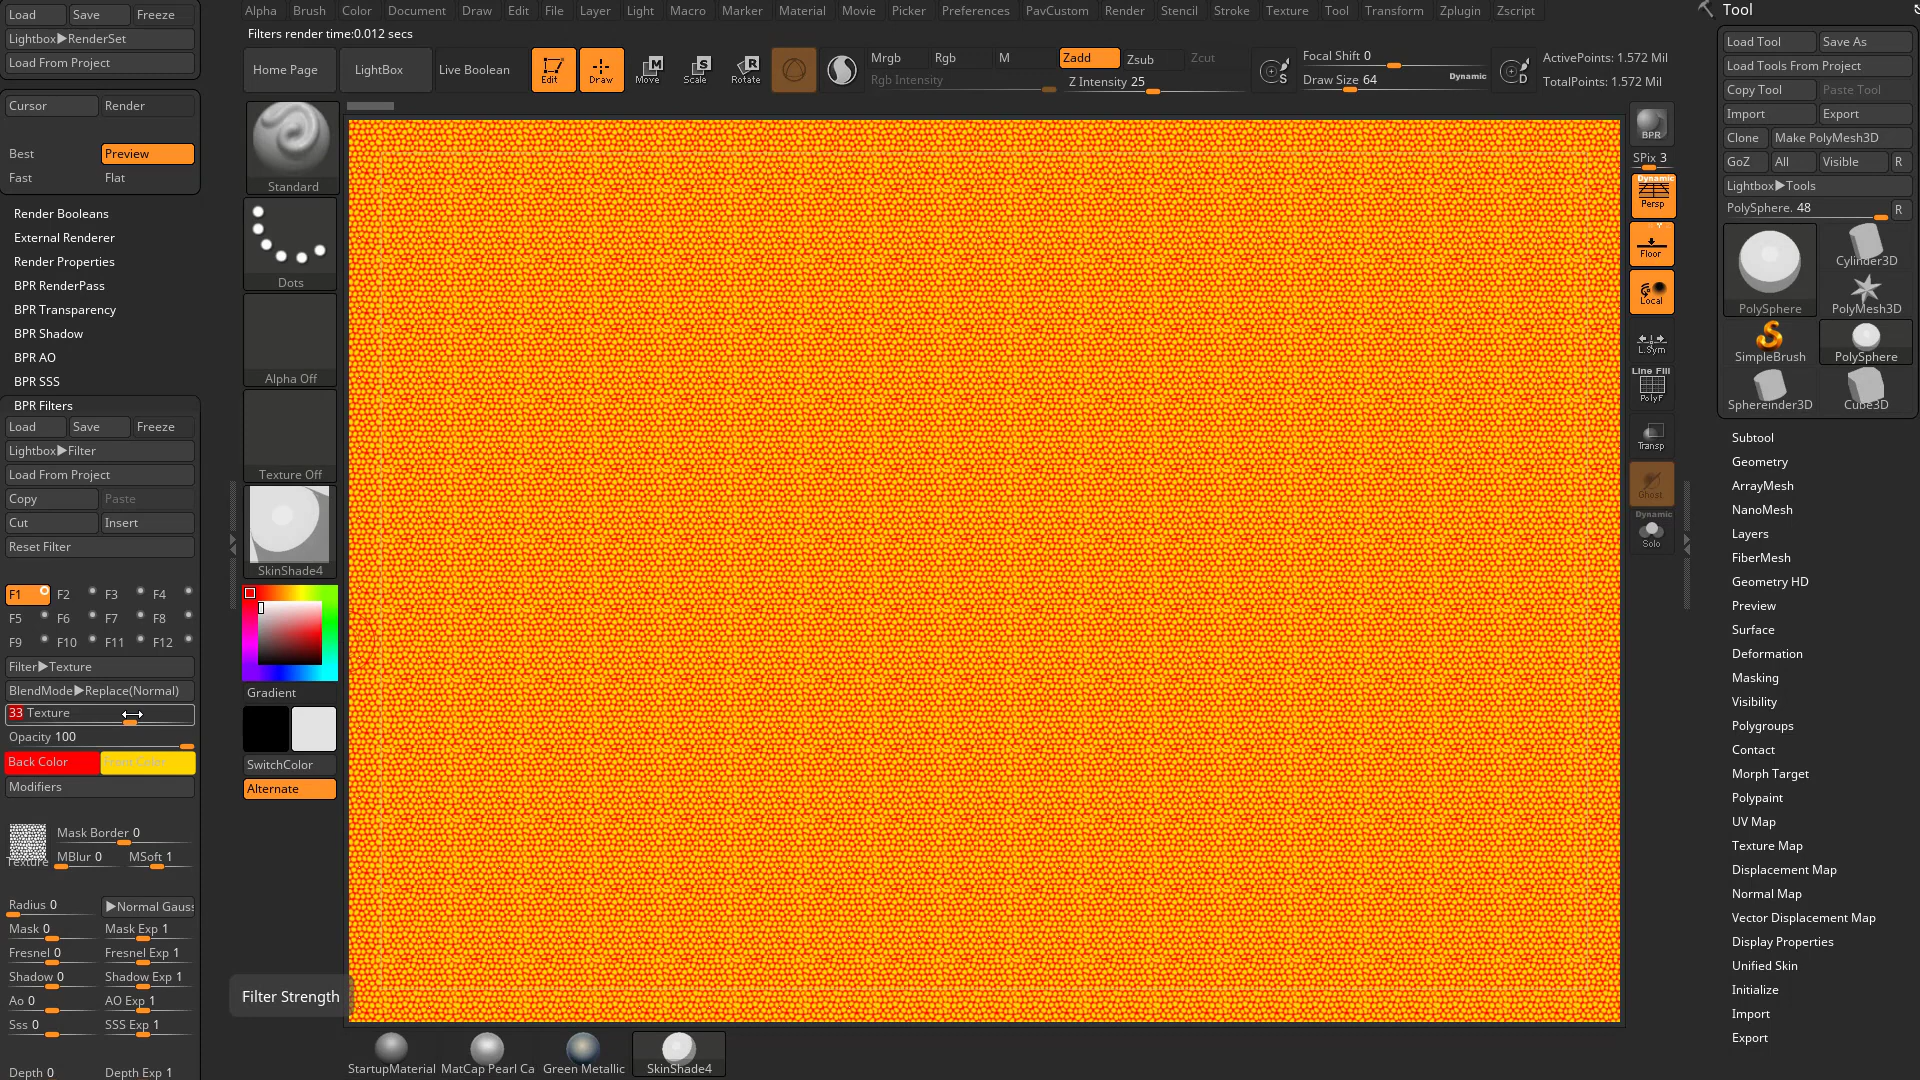 Load Save Freeze
Lightbox▶RenderSet
Load From Project
Cursor Render
Best Preview
Fast Flat
Render Booleans
External Renderer
Render Properties
BPR RenderPass
BPR Transparency
BPR Shadow
BPR AO
BPR SSS
BPR Filters
Load Save Freeze
Lightbox▶Filter
Load From Project
Copy Paste
Cut Insert
Reset Filter
F1 F2 F3 F4
F5 F6 F7 F8
F9 F10 F11 F12
Filter▶Texture
BlendMode▶Replace(Normal)
33 Texture
Opacity 100
Back Color Front Color
Modifiers
Texture
Mask Border 0
MBlur 0 MSoft 1
Radius 0 ▶Normal Gauss
Mask 0 Mask Exp 1
Fresnel 0 Fresnel Exp 1
Shadow 0 Shadow Exp 1
Ao 0 AO Exp 1
Sss 0 SSS Exp 1
Depth 0 Depth Exp 1
Alpha Brush Color Document Draw Edit File Layer Light Macro Marker Material Movie Picker Preferences PavCustom Render Stencil Stroke Texture Tool Transform Zplugin Zscript
Filters render time:0.012 secs
Home Page LightBox Live Boolean Edit Draw Move Scale Rotate
Mrgb Rgb M Zadd Zsub Zcut
Rgb Intensity Z Intensity 25
Focal Shift 0
Draw Size 64 Dynamic
ActivePoints: 1.572 Mil
TotalPoints: 1.572 Mil
Standard
Dots
Alpha Off
Texture Off
SkinShade4
Gradient
SwitchColor
Alternate
Filter Strength
StartupMaterial MatCap Pearl Ca Green Metallic SkinShade4
BPR
SPix 3
Dynamic
Persp
Floor
Local
L.Sym
Line Fill
PolyF
Transp
Ghost
Dynamic
Solo
Tool
Load Tool Save As
Load Tools From Project
Copy Tool Paste Tool
Import Export
Clone Make PolyMesh3D
GoZ All Visible R
Lightbox▶Tools
PolySphere. 48 R
PolySphere Cylinder3D
PolyMesh3D
SimpleBrush PolySphere
Sphereinder3D Cube3D
Subtool
Geometry
ArrayMesh
NanoMesh
Layers
FiberMesh
Geometry HD
Preview
Surface
Deformation
Masking
Visibility
Polygroups
Contact
Morph Target
Polypaint
UV Map
Texture Map
Displacement Map
Normal Map
Vector Displacement Map
Display Properties
Unified Skin
Initialize
Import
Export